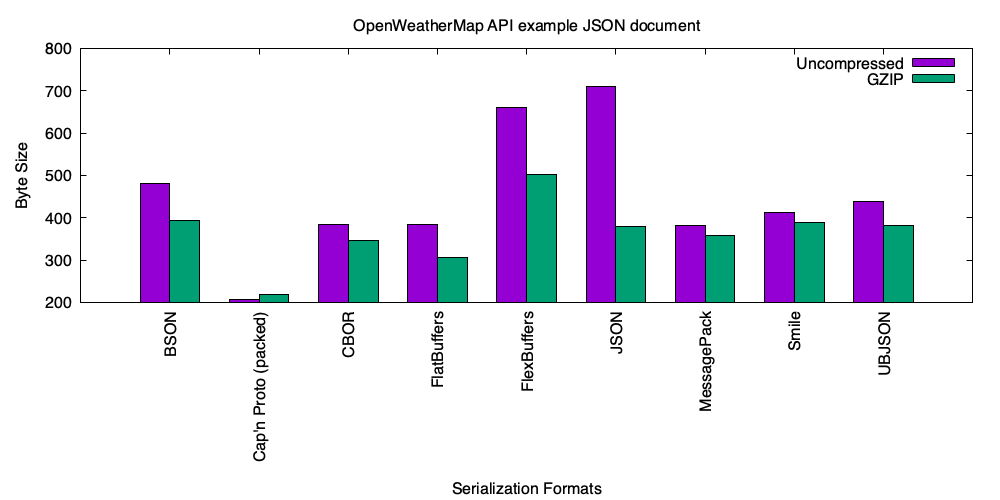 OpenWeatherMap API example JSON document
800
700
600
500
400
300
200
Byte Size
Uncompressed
GZIP
BSON
Cap'n Proto (packed)
CBOR
FlatBuffers
FlexBuffers
JSON
MessagePack
Smile
UBJSON
Serialization Formats